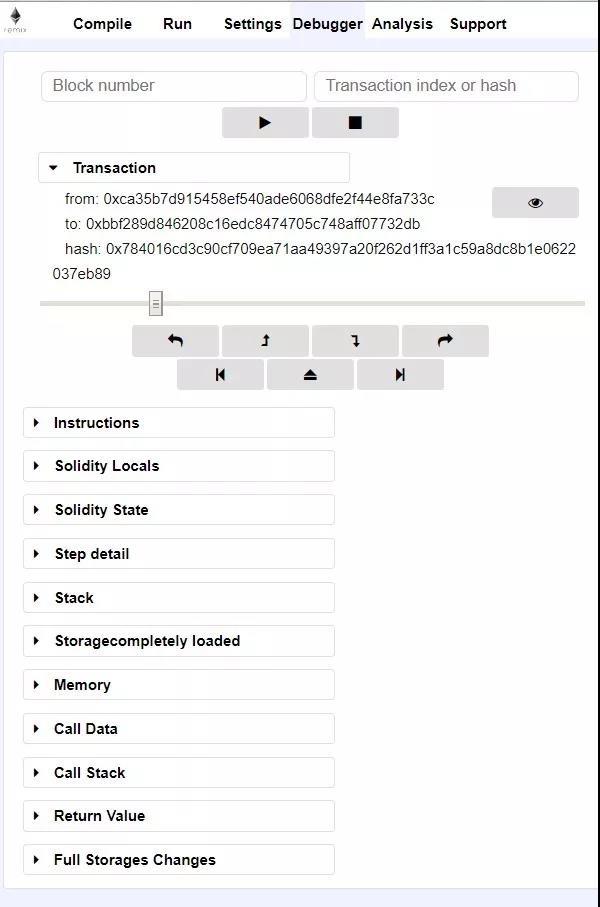 remix
Compile Run Settings Debugger Analysis Support
Block number Transaction index or hash
Transaction
from: 0xca35b7d915458ef540ade6068dfe2f44e8fa733c
to: 0xbbf289d846208c16edc8474705c748aff07732db
hash: 0x784016cd3c90cf709ea71aa49397a20f262d1ff3a1c59a8dc8b1e0622
037eb89
Instructions
Solidity Locals
Solidity State
Step detail
Stack
Storagecompletely loaded
Memory
Call Data
Call Stack
Return Value
Full Storages Changes